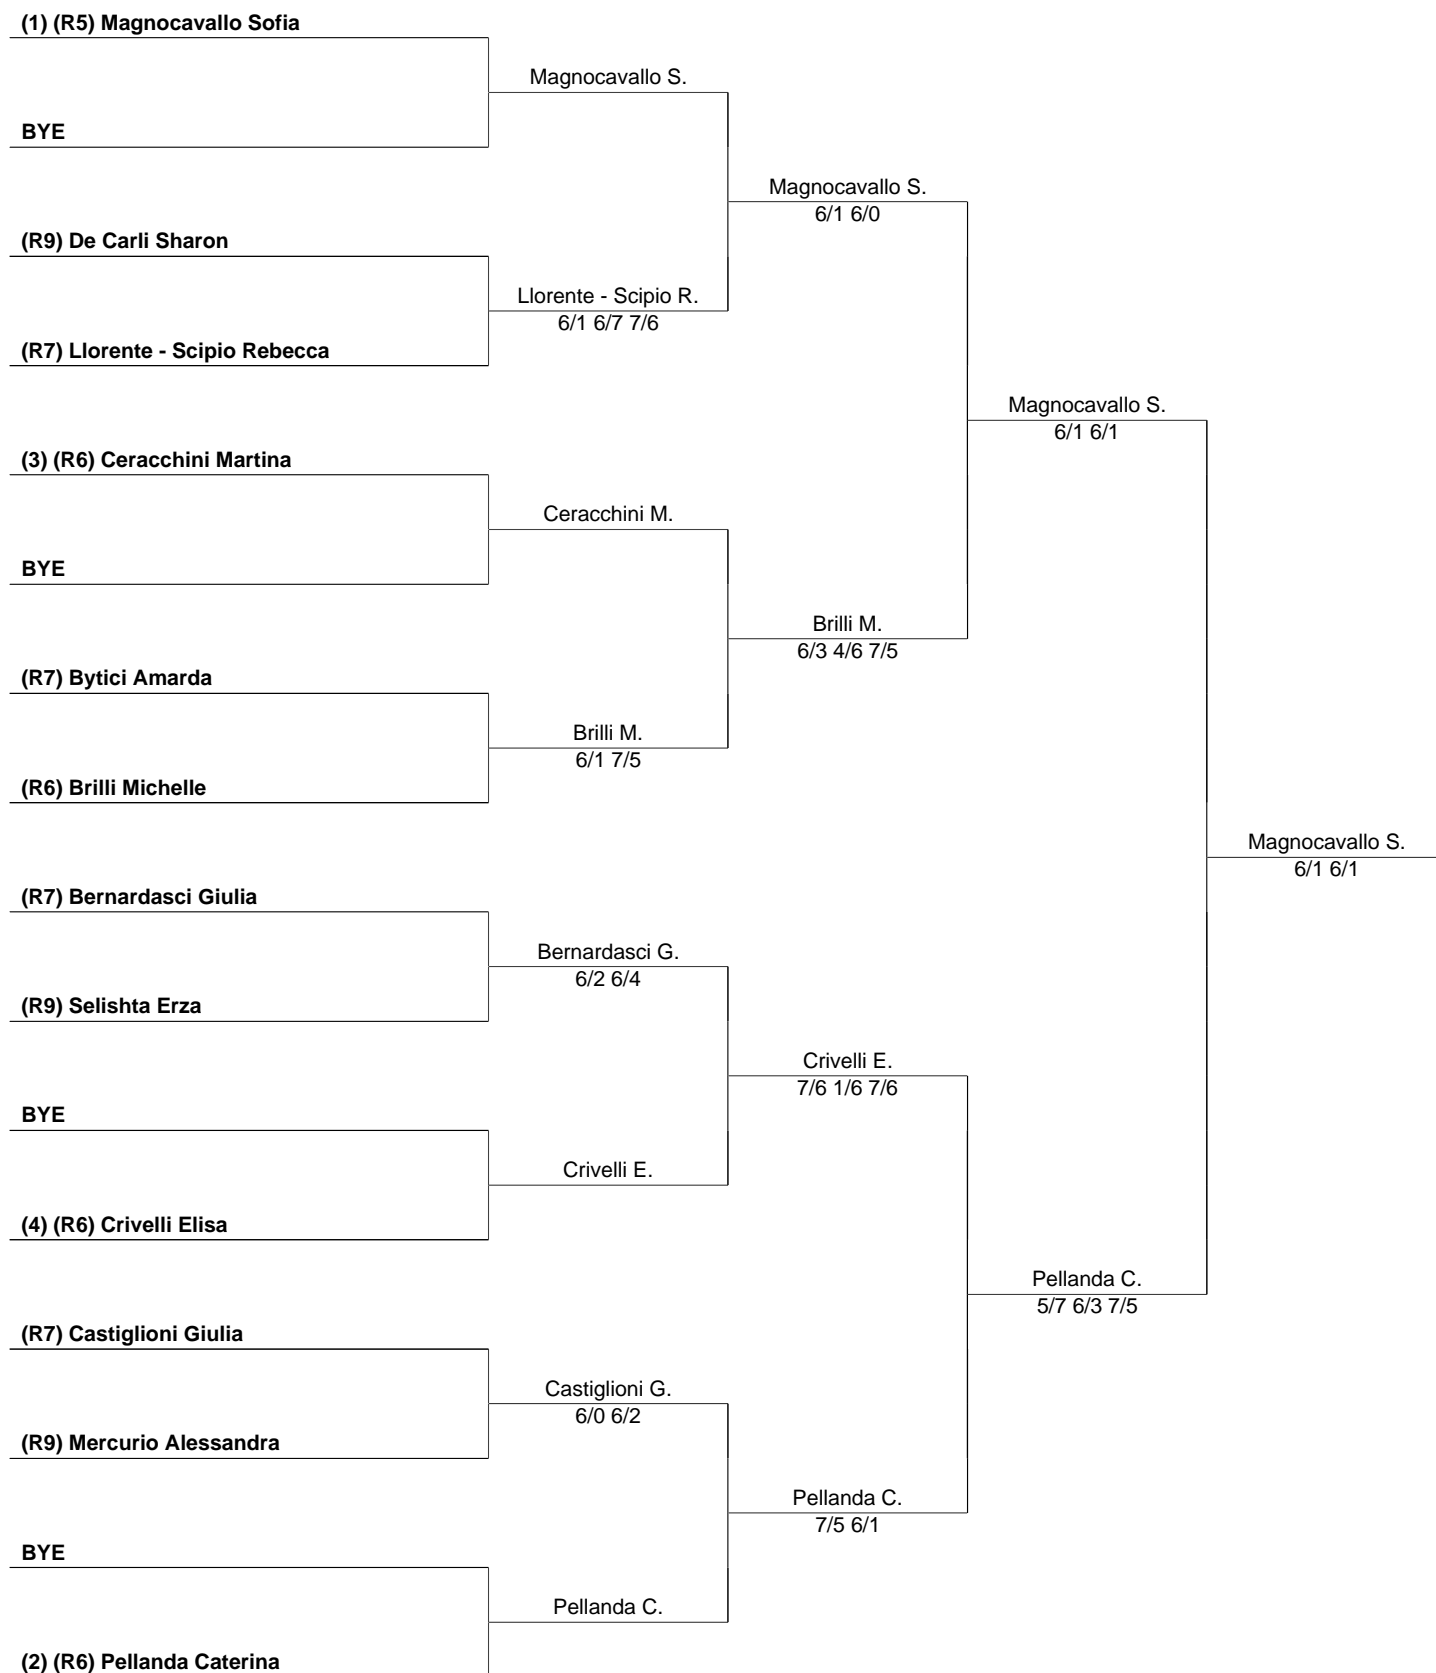 (1) (R5) Magnocavallo Sofia
Magnocavallo S.
BYE
Magnocavallo S.
6/1 6/0
(R9) De Carli Sharon
Llorente - Scipio R.
6/1 6/7 7/6
(R7) Llorente - Scipio Rebecca
Magnocavallo S.
6/1 6/1
(3) (R6) Ceracchini Martina
Ceracchini M.
BYE
Brilli M.
6/3 4/6 7/5
(R7) Bytici Amarda
Brilli M.
6/1 7/5
(R6) Brilli Michelle
Magnocavallo S.
6/1 6/1
(R7) Bernardasci Giulia
Bernardasci G.
6/2 6/4
(R9) Selishta Erza
Crivelli E.
7/6 1/6 7/6
BYE
Crivelli E.
(4) (R6) Crivelli Elisa
Pellanda C.
5/7 6/3 7/5
(R7) Castiglioni Giulia
Castiglioni G.
6/0 6/2
(R9) Mercurio Alessandra
Pellanda C.
7/5 6/1
BYE
Pellanda C.
(2) (R6) Pellanda Caterina